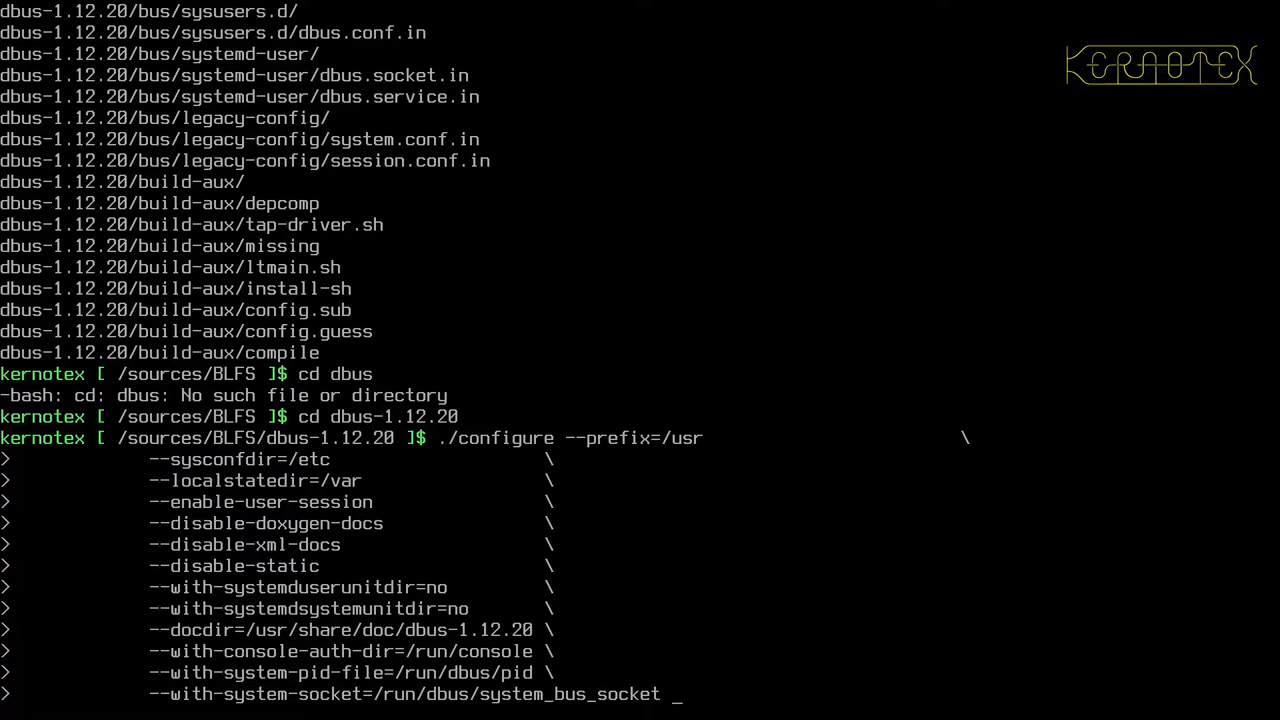 dbus-1.12.20/bus/sysusers.d/
dbus-1.12.20/bus/sysusers.d/dbus.conf.in
dbus-1.12.20/bus/systemd-user/
dbus-1.12.20/bus/systemd-user/dbus.socket.in
dbus-1.12.20/bus/systemd-user/dbus.service.in
dbus-1.12.20/bus/legacy-config/
dbus-1.12.20/bus/legacy-config/system.conf.in
dbus-1.12.20/bus/legacy-config/session.conf.in
dbus-1.12.20/build-aux/
dbus-1.12.20/build-aux/depcomp
dbus-1.12.20/build-aux/tap-driver.sh
dbus-1.12.20/build-aux/missing
dbus-1.12.20/build-aux/ltmain.sh
dbus-1.12.20/build-aux/install-sh
dbus-1.12.20/build-aux/config.sub
dbus-1.12.20/build-aux/config.guess
dbus-1.12.20/build-aux/compile
kernotex [ /sources/BLFS ]$ cd dbus
-bash: cd: dbus: No such file or directory
kernotex [ /sources/BLFS ]$ cd dbus-1.12.20
kernotex [ /sources/BLFS/dbus-1.12.20 ]$ ./configure --prefix=/usr                        \
>             --sysconfdir=/etc                    \
>             --localstatedir=/var                 \
>             --enable-user-session                \
>             --disable-doxygen-docs               \
>             --disable-xml-docs                   \
>             --disable-static                     \
>             --with-systemduserunitdir=no         \
>             --with-systemdsystemunitdir=no       \
>             --docdir=/usr/share/doc/dbus-1.12.20 \
>             --with-console-auth-dir=/run/console \
>             --with-system-pid-file=/run/dbus/pid \
>             --with-system-socket=/run/dbus/system_bus_socket _
KERNOTEX